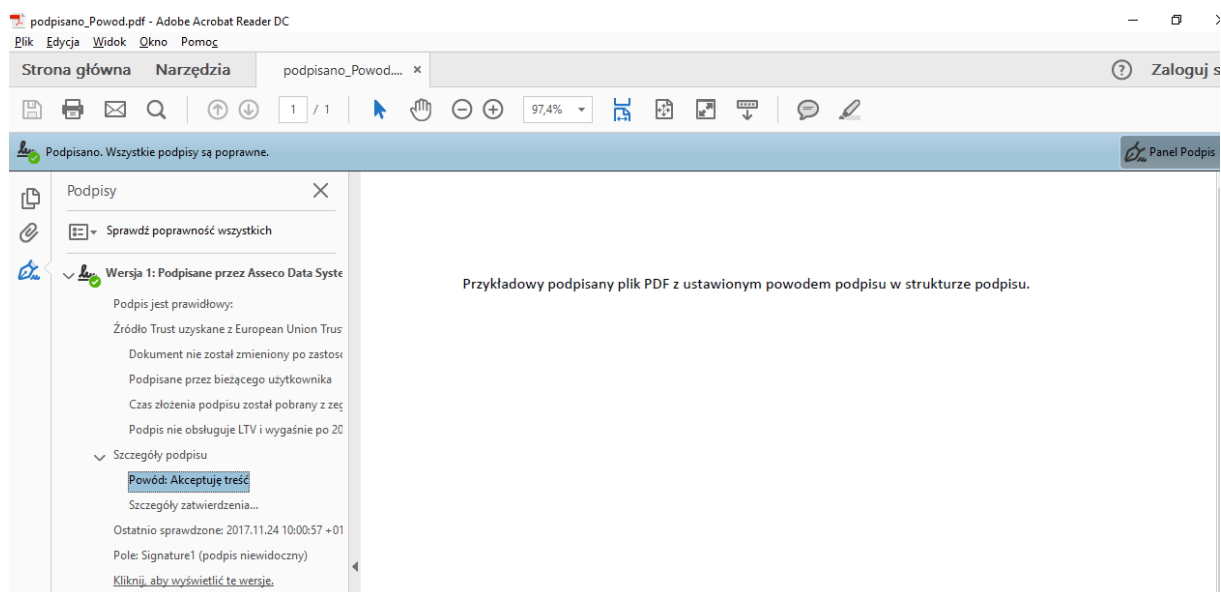 podpisano_Powod.pdf - Adobe Acrobat Reader DC
Plik Edycja Widok Okno Pomoc
Strona główna Narzędzia podpisano_Powod.... × ? Zaloguj s
1 / 1 97,4%
Podpisano. Wszystkie podpisy są poprawne. Panel Podpis
Podpisy
Sprawdź poprawność wszystkich
Wersja 1: Podpisane przez Asseco Data Syste
Podpis jest prawidłowy:
Źródło Trust uzyskane z European Union Trus
Dokument nie został zmieniony po zastoso
Podpisane przez bieżącego użytkownika
Czas złożenia podpisu został pobrany z zeg
Podpis nie obsługuje LTV i wygaśnie po 20
Szczegóły podpisu
Powód: Akceptuję treść
Szczegóły zatwierdzenia...
Ostatnio sprawdzone: 2017.11.24 10:00:57 +01
Pole: Signature1 (podpis niewidoczny)
Kliknij, aby wyświetlić te wersje.
Przykładowy podpisany plik PDF z ustawionym powodem podpisu w strukturze podpisu.